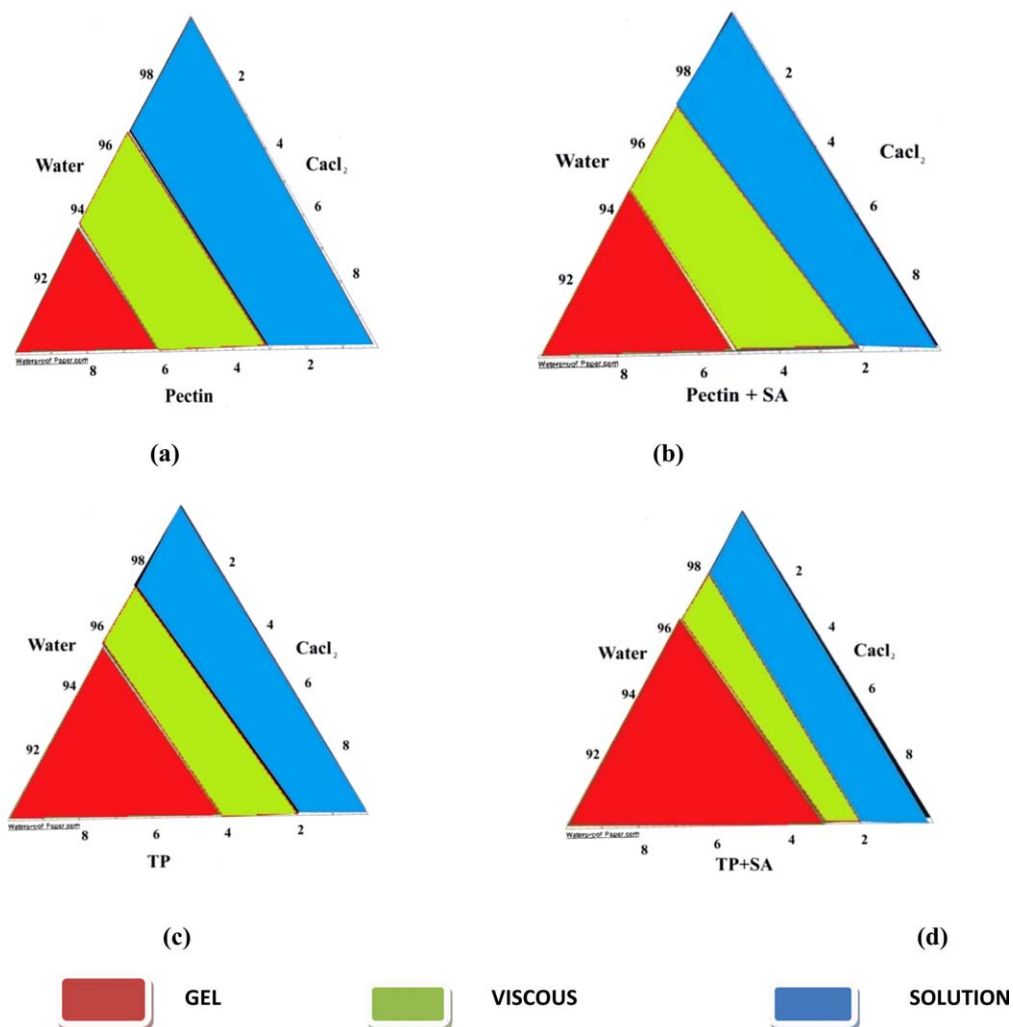 98
2
96
4
Water
Cacl2
94
6
92
8
Waterproof Paper.com
8
6
4
2
Pectin
(a)
98
2
96
4
Water
Cacl2
94
6
92
8
Waterproof Paper.com
8
6
4
2
Pectin + SA
(b)
98
2
96
4
Water
Cacl2
94
6
92
8
Waterproof Paper.com
8
6
4
2
TP
(c)
98
2
96
4
Water
Cacl2
94
6
92
8
Waterproof Paper.com
8
6
4
2
TP+SA
(d)
GEL
VISCOUS
SOLUTION